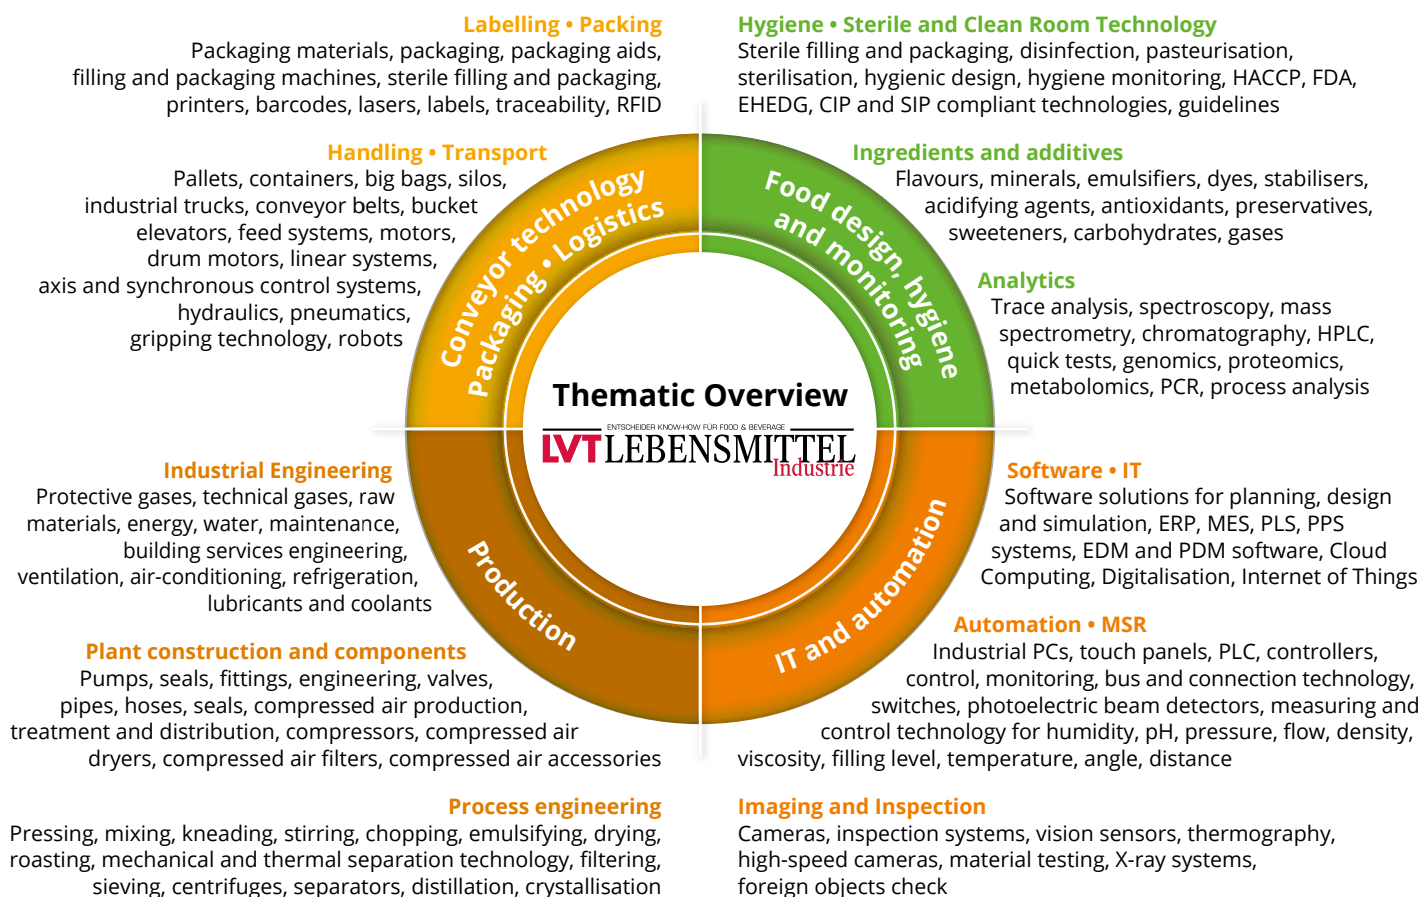 Labelling • Packing
Packaging materials, packaging, packaging aids,
filling and packaging machines, sterile filling and packaging,
printers, barcodes, lasers, labels, traceability, RFID
Handling • Transport
Pallets, containers, big bags, silos,
industrial trucks, conveyor belts, bucket
elevators, feed systems, motors,
drum motors, linear systems,
axis and synchronous control systems,
hydraulics, pneumatics,
gripping technology, robots
Conveyor technology
Packaging • Logistics
Hygiene • Sterile and Clean Room Technology
Sterile filling and packaging, disinfection, pasteurisation,
sterilisation, hygienic design, hygiene monitoring, HACCP, FDA,
EHEDG, CIP and SIP compliant technologies, guidelines
Ingredients and additives
Flavours, minerals, emulsifiers, dyes, stabilisers,
acidifying agents, antioxidants, preservatives,
sweeteners, carbohydrates, gases
Analytics
Trace analysis, spectroscopy, mass
spectrometry, chromatography, HPLC,
quick tests, genomics, proteomics,
metabolomics, PCR, process analysis
Food design, hygiene
and monitoring
Thematic Overview
ENTSCHEIDER KNOW-HOW FÜR FOOD & BEVERAGE
LVT LEBENSMITTEL
Industrie
Industrial Engineering
Protective gases, technical gases, raw
materials, energy, water, maintenance,
building services engineering,
ventilation, air-conditioning, refrigeration,
lubricants and coolants
Plant construction and components
Pumps, seals, fittings, engineering, valves,
pipes, hoses, seals, compressed air production,
treatment and distribution, compressors, compressed air
dryers, compressed air filters, compressed air accessories
Process engineering
Pressing, mixing, kneading, stirring, chopping, emulsifying, drying,
roasting, mechanical and thermal separation technology, filtering,
sieving, centrifuges, separators, distillation, crystallisation
Production
Software • IT
Software solutions for planning, design
and simulation, ERP, MES, PLS, PPS
systems, EDM and PDM software, Cloud
Computing, Digitalisation, Internet of Things
Automation • MSR
Industrial PCs, touch panels, PLC, controllers,
control, monitoring, bus and connection technology,
switches, photoelectric beam detectors, measuring and
control technology for humidity, pH, pressure, flow, density,
viscosity, filling level, temperature, angle, distance
Imaging and Inspection
Cameras, inspection systems, vision sensors, thermography,
high-speed cameras, material testing, X-ray systems,
foreign objects check
IT and automation